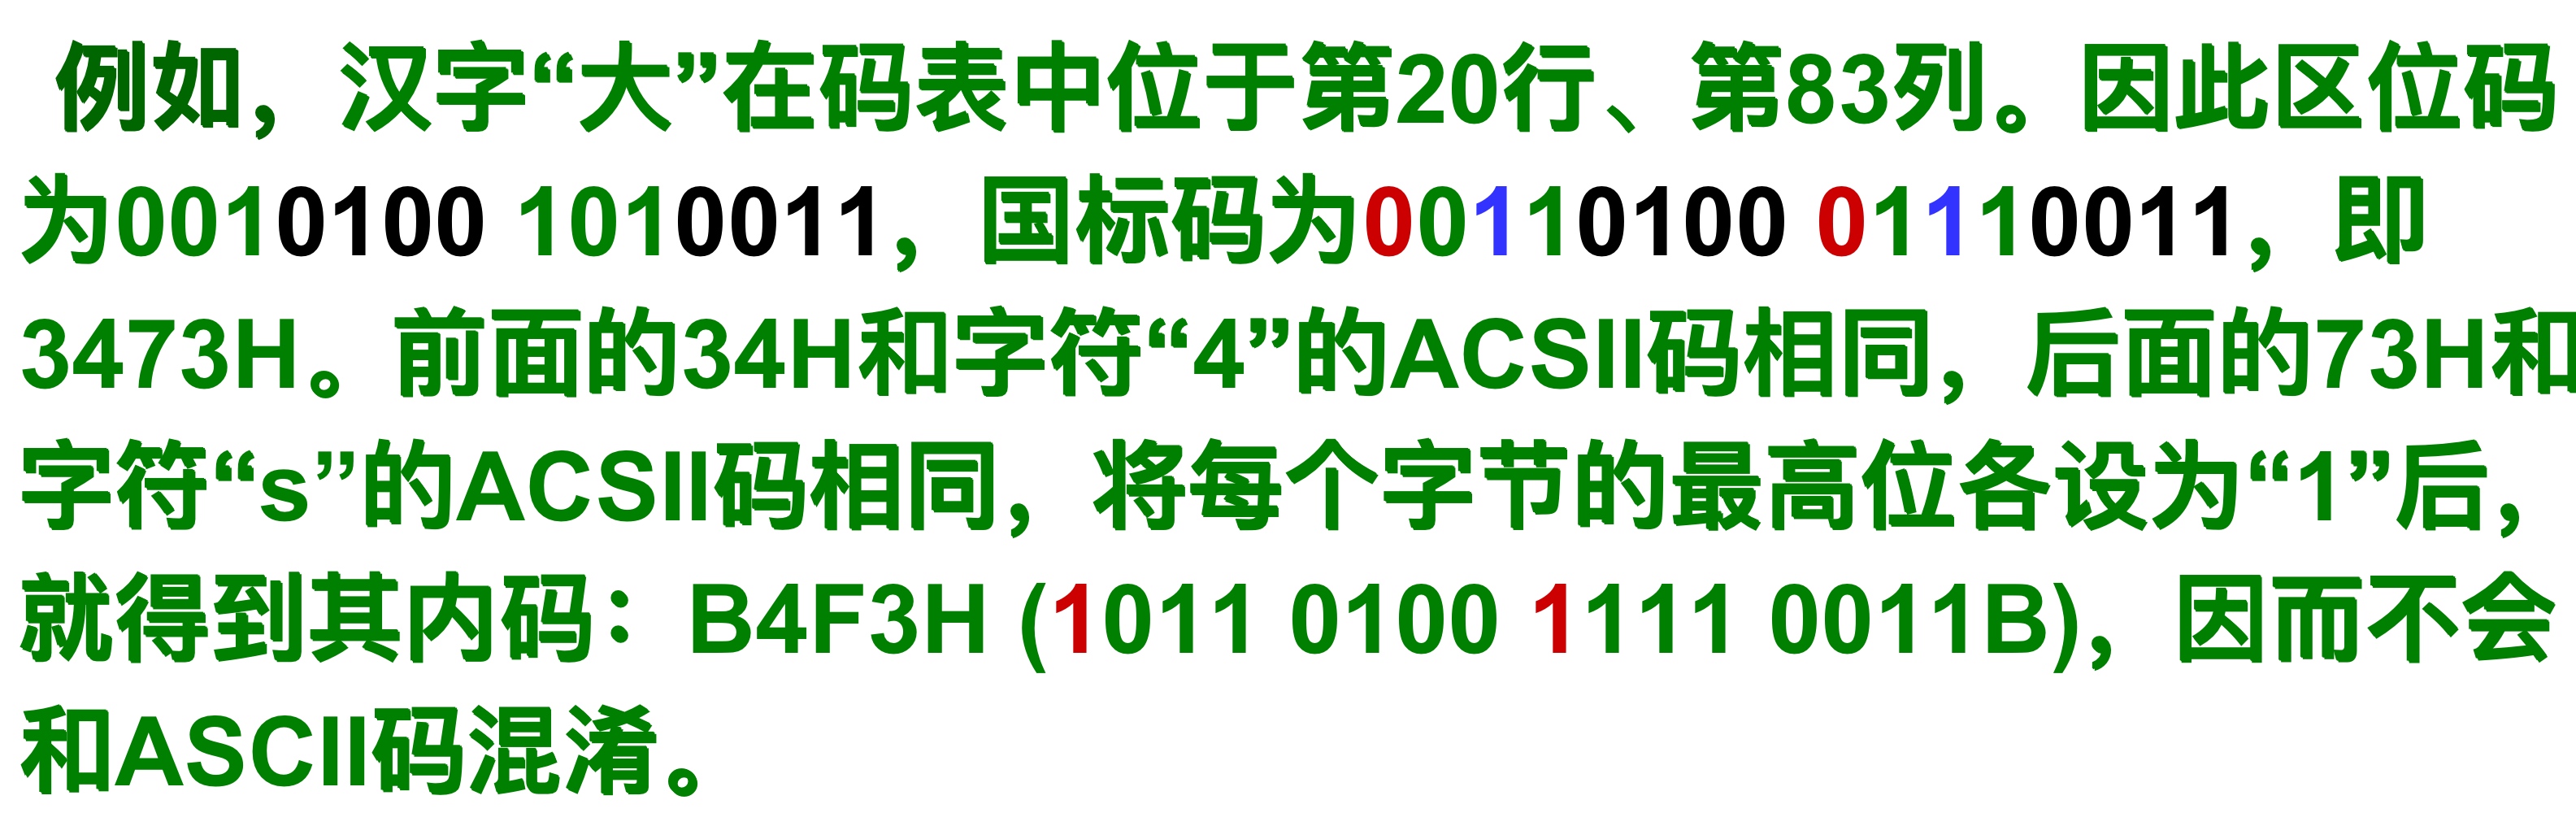 例如，汉字“大”在码表中位于第20行、第83列。因此区位码
为0010100 1010011，国标码为00110100 01110011，即
3473H。前面的34H和字符“4”的ACSII码相同，后面的73H和
字符“s”的ACSII码相同，将每个字节的最高位各设为“1”后，
就得到其内码：B4F3H (1011 0100 1111 0011B)，因而不会
和ASCII码混淆。